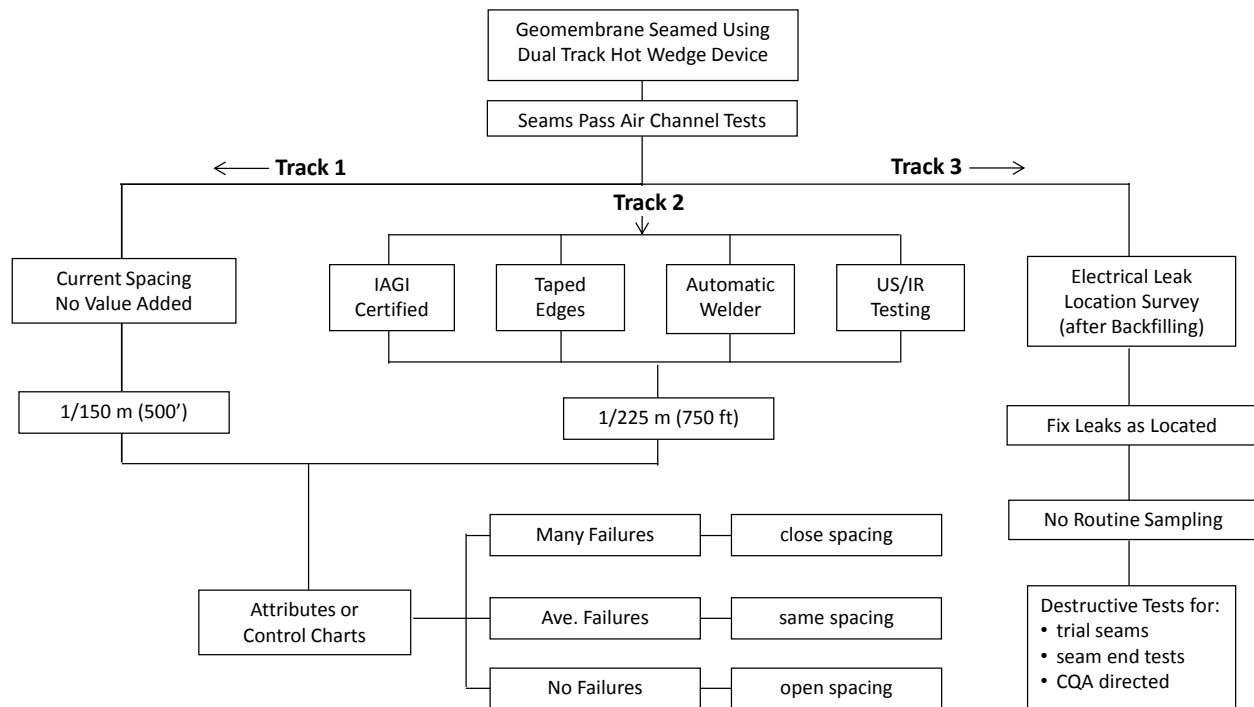 Geomembrane Seamed Using
Dual Track Hot Wedge Device
Seams Pass Air Channel Tests
Track 1
Track 3
Track 2
Current Spacing
No Value Added
IAGI
Certified
Taped
Edges
Automatic
Welder
US/IR
Testing
Electrical Leak
Location Survey
(after Backfilling)
1/150 m (500’)
1/225 m (750 ft)
Fix Leaks as Located
No Routine Sampling
Many Failures
close spacing
Attributes or
Control Charts
Ave. Failures
same spacing
No Failures
open spacing
Destructive Tests for:
• trial seams
• seam end tests
• CQA directed